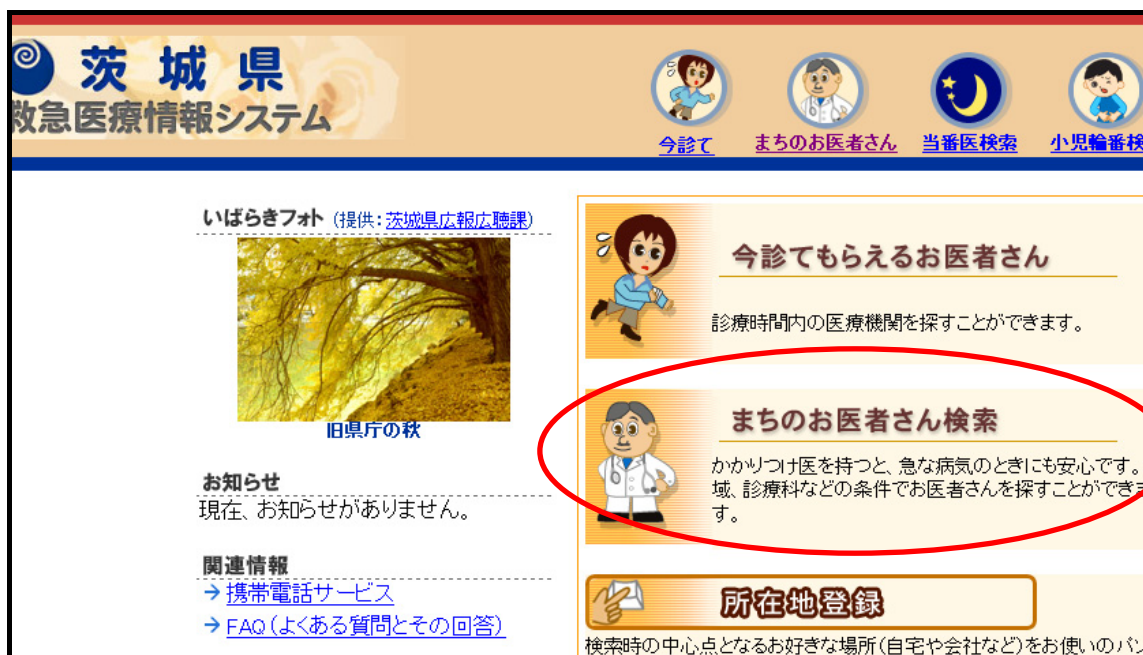 茨城県
救急医療情報システム
今診て
まちのお医者さん
当番医検索
小児輪番検
いばらきフォト (提供：茨城県広報広聴課)
旧県庁の秋
お知らせ
現在、お知らせがありません。
関連情報
→携帯電話サービス
→FAQ(よくある質問とその回答)
今診てもらえるお医者さん
診療時間内の医療機関を探すことができます。
まちのお医者さん検索
かかりつけ医を持つと、急な病気のときにも安心です。
域、診療科などの条件でお医者さんを探すことができま
す。
所在地登録
検索時の中心点となるお好きな場所(自宅や会社など)をお使いのパソ